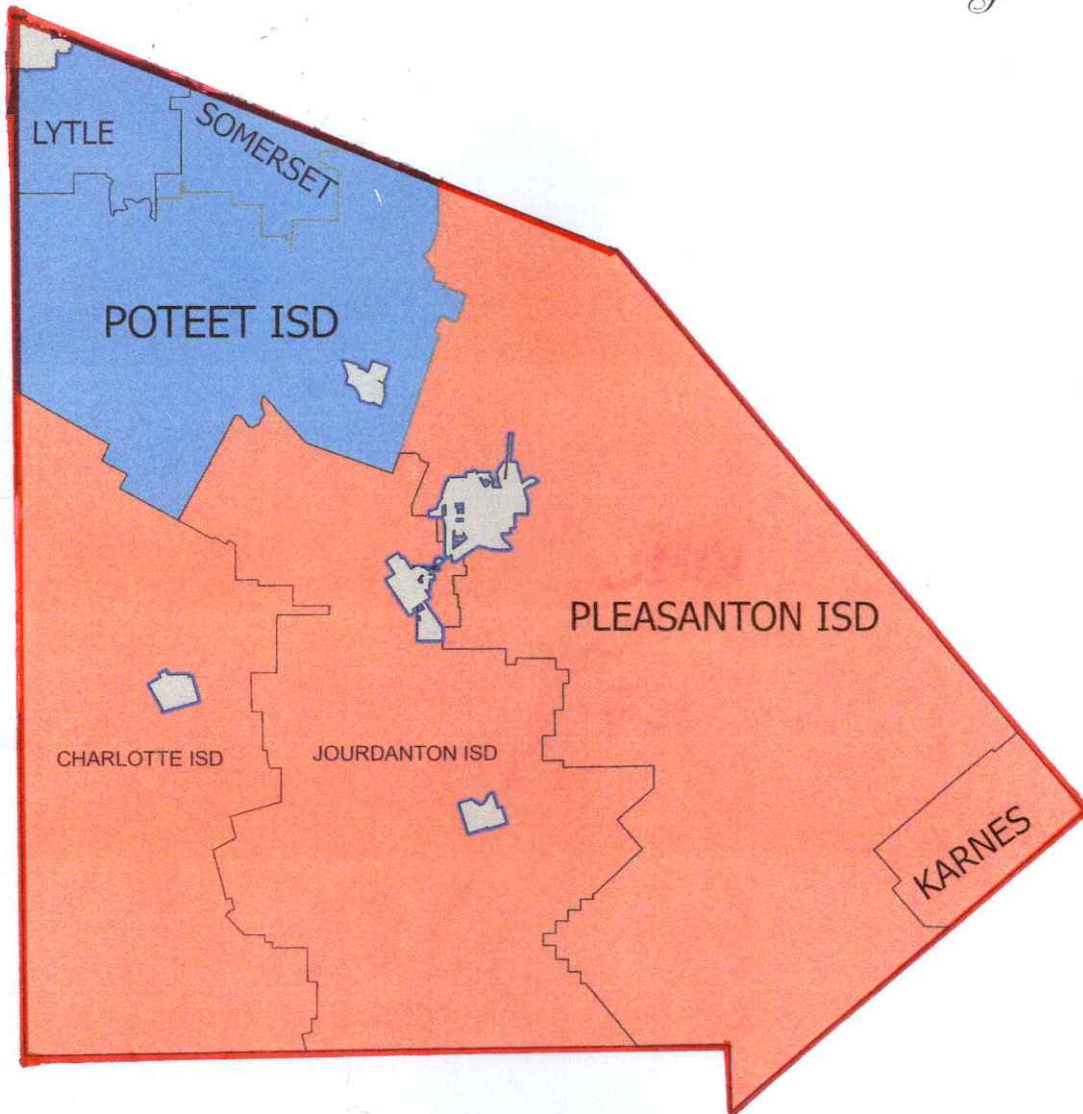 LYTLE
SOMERSET
POTEET ISD
PLEASANTON ISD
CHARLOTTE ISD
JOURDANTON ISD
KARNES